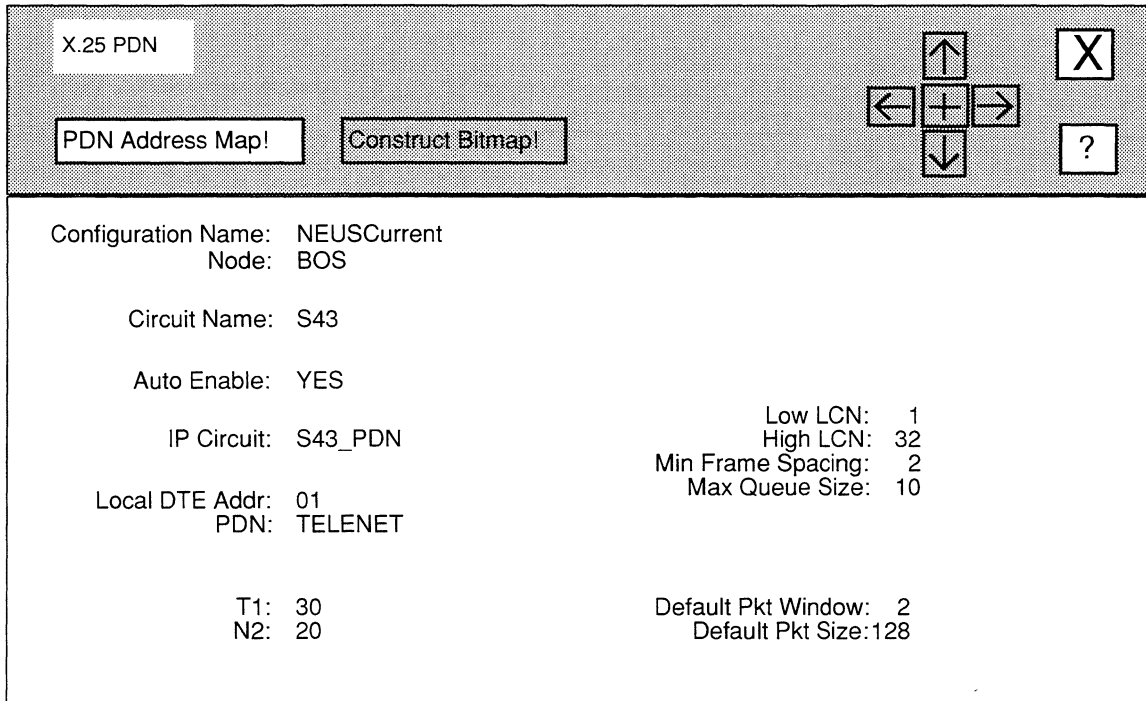 X.25 PDN
X
PDN Address Map!
Construct Bitmap!
?
Configuration Name: NEUSCurrent
Node: BOS
Circuit Name: S43
Auto Enable: YES
IP Circuit: S43_PDN
Local DTE Addr: 01
PDN: TELENET
T1: 30
N2: 20
Low LCN: 1
High LCN: 32
Min Frame Spacing: 2
Max Queue Size: 10
Default Pkt Window: 2
Default Pkt Size:128